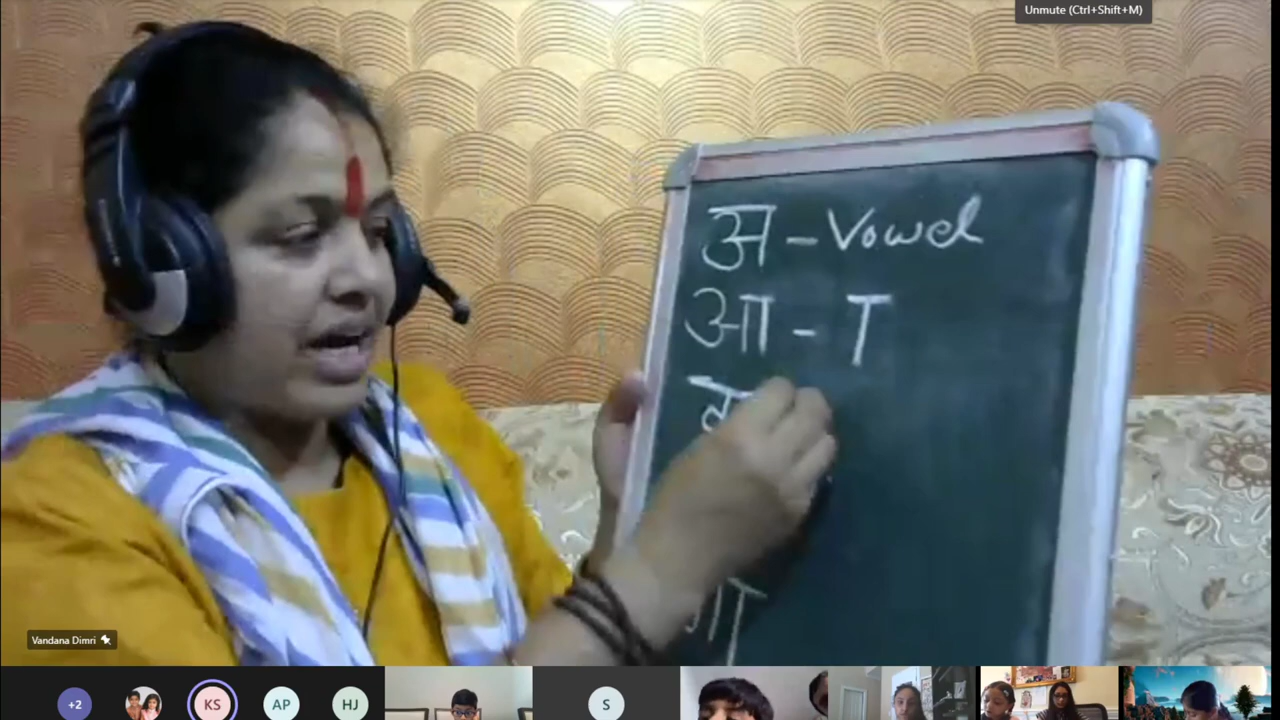 Unmute (Ctrl+Shift+M)
अ - Vowel
आ - T
Vandana Dimri
+2
KS
AP
HJ
S